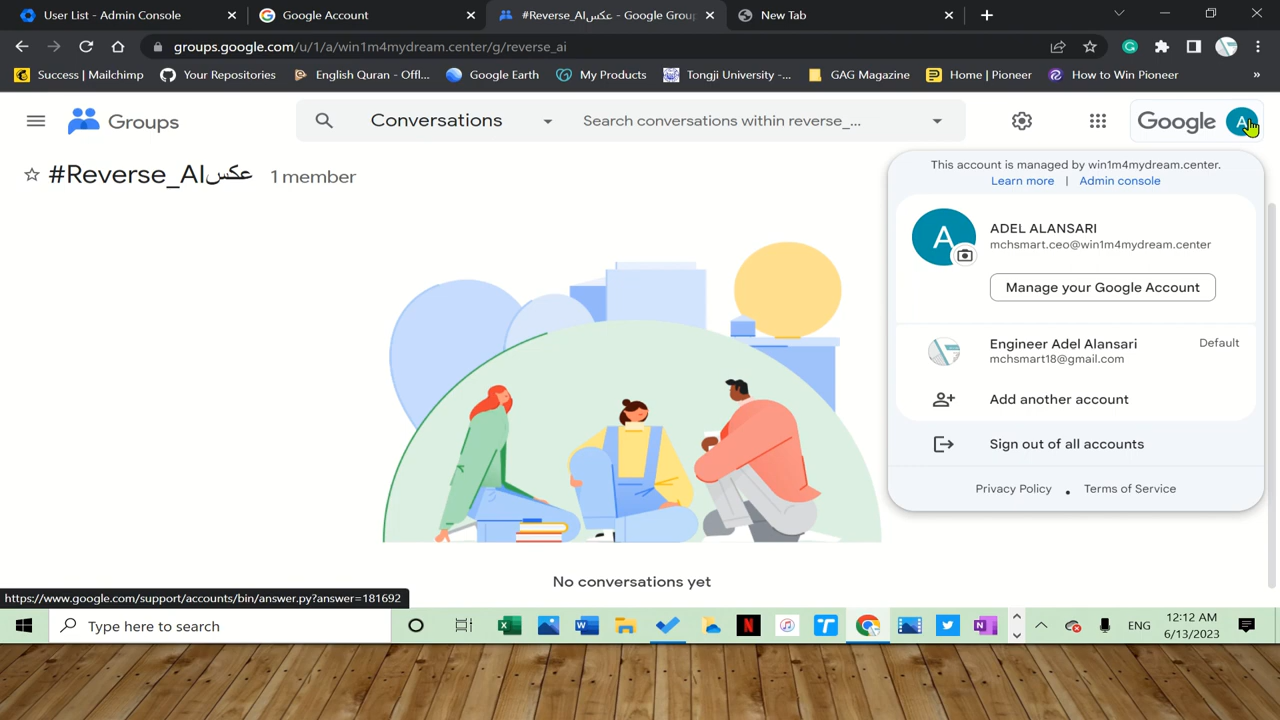 User List - Admin Console
Google Account
#Reverse_AIعكس - Google Grou
New Tab
groups.google.com/u/1/a/win1m4mydream.center/g/reverse_ai
Success | Mailchimp
Your Repositories
English Quran - Offl...
Google Earth
My Products
Tongji University -...
GAG Magazine
Home | Pioneer
How to Win Pioneer
»
Groups
Conversations
Search conversations within reverse_...
Google
A
#Reverse_AIعكس
1 member
This account is managed by win1m4mydream.center.
Learn more | Admin console
A
ADEL ALANSARI
mchsmart.ceo@win1m4mydream.center
Manage your Google Account
Engineer Adel Alansari
Default
mchsmart18@gmail.com
Add another account
Sign out of all accounts
Privacy Policy • Terms of Service
No conversations yet
https://www.google.com/support/accounts/bin/answer.py?answer=181692
Type here to search
ENG
12:12 AM
6/13/2023